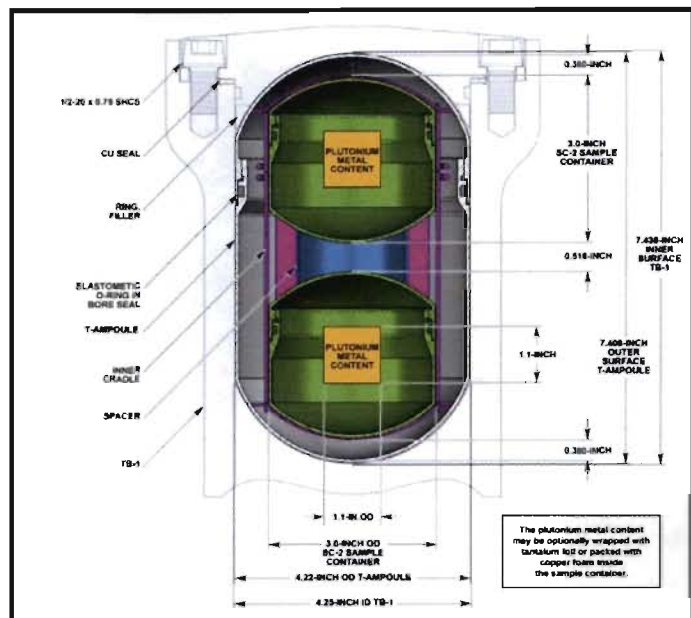 1/2-20 x 0.75 SHCS
CU SEAL
RING,
FILLER
ELASTOMETIC
O-RING IN
BORE SEAL
T-AMPOULE
INNER
CRADLE
SPACER
TB-1
PLUTONIUM
METAL
CONTENT
PLUTONIUM
METAL
CONTENT
0.380-INCH
3.0-INCH
SC-2 SAMPLE
CONTAINER
0.516-INCH
7.436-INCH
INNER
SURFACE
TB-1
1.1-INCH
7.406-INCH
OUTER
SURFACE
T-AMPOULE
0.380-INCH
1.1-IN OD
3.0-INCH OD
SC-2 SAMPLE
CONTAINER
4.22-INCH OD T-AMPOULE
4.25-INCH ID TB-1
The plutonium metal content
may be optionally wrapped with
tantalum foil or packed with
copper foam inside
the sample container.